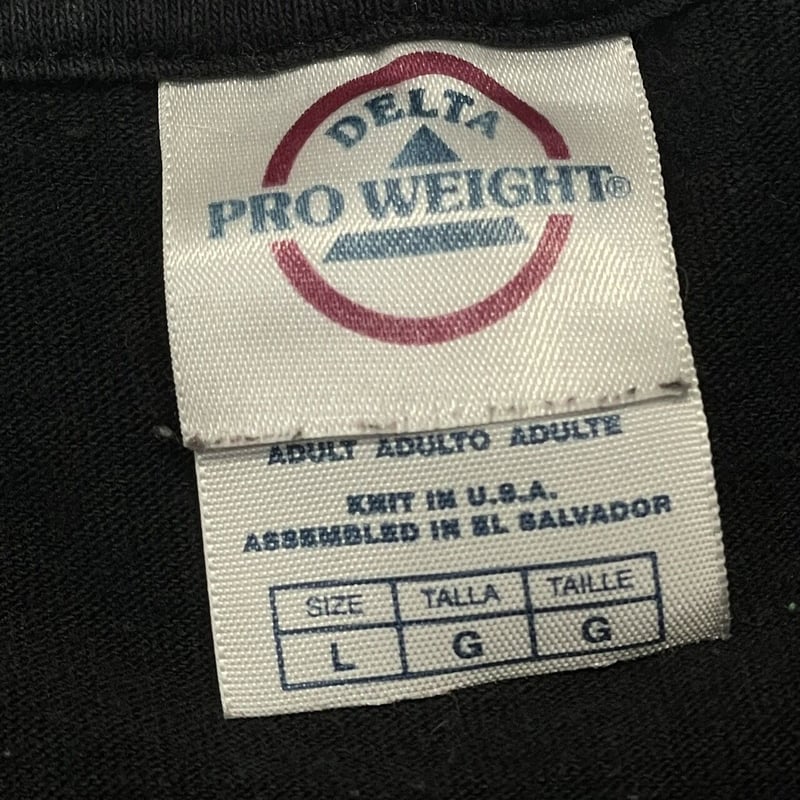 DELTA
PRO WEIGHT®
ADULT ADULTO ADULTE
KNIT IN U.S.A.
ASSEMBLED IN EL SALVADOR
SIZE TALLA TAILLE
L G G